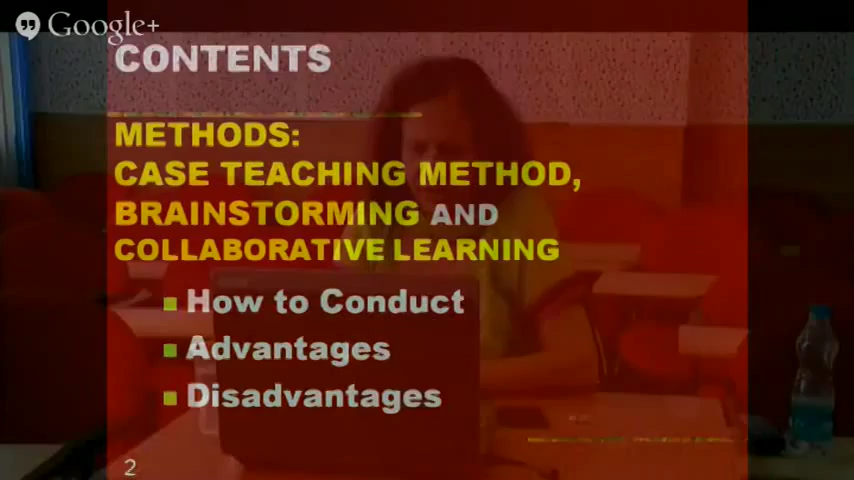 Google+
CONTENTS
METHODS:
CASE TEACHING METHOD,
BRAINSTORMING AND
COLLABORATIVE LEARNING
How to Conduct
Advantages
Disadvantages
2